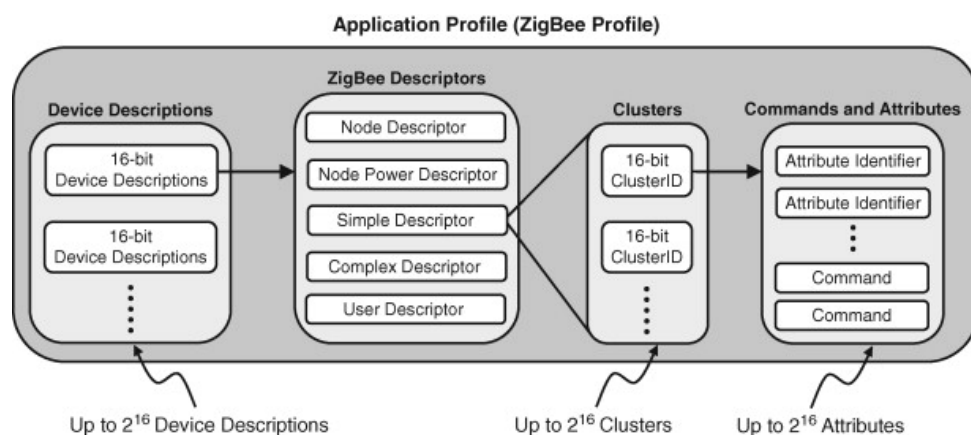 Application Profile (ZigBee Profile)
ZigBee Descriptors
Device Descriptions
Clusters
Commands and Attributes
16-bit
Device Descriptions
16-bit
Device Descriptions
Node Descriptor
Node Power Descriptor
Simple Descriptor
Complex Descriptor
User Descriptor
16-bit
ClusterID
16-bit
ClusterID
Attribute Identifier
Attribute Identifier
Command
Command
Up to 2¹⁶ Device Descriptions
Up to 2¹⁶ Clusters
Up to 2¹⁶ Attributes